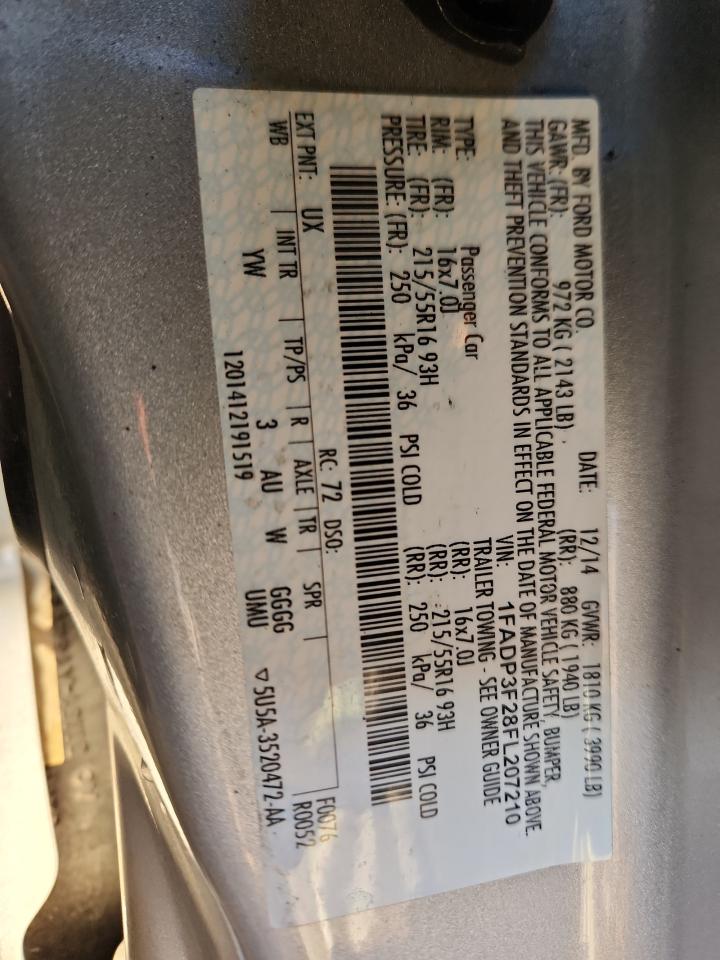 MFD. BY FORD MOTOR CO. DATE: 12/14 GVWR: 1810 KG ( 3990 LB)
GAWR: (FR): 972 KG ( 2143 LB) (RR): 880 KG ( 1940 LB)
THIS VEHICLE CONFORMS TO ALL APPLICABLE FEDERAL MOTOR VEHICLE SAFETY, BUMPER,
AND THEFT PREVENTION STANDARDS IN EFFECT ON THE DATE OF MANUFACTURE SHOWN ABOVE.
VIN: 1FADP3F28FL207210
TYPE: Passenger Car TRAILER TOWING - SEE OWNER GUIDE
RIM: (FR): 16x7.0J (RR): 16x7.0J
TIRE: (FR): 215/55R16 93H (RR): 215/55R16 93H
PRESSURE: (FR): 250 kPa/ 36 PSI COLD (RR): 250 kPa/ 36 PSI COLD
F0076
R0052
EXT PNT: UX RC: 72 DSO:
WB INT TR TP/PS R AXLE TR SPR
YW 3 AU W GGGG
UMU
1201412191519 ▽5U5A-3520472-AA